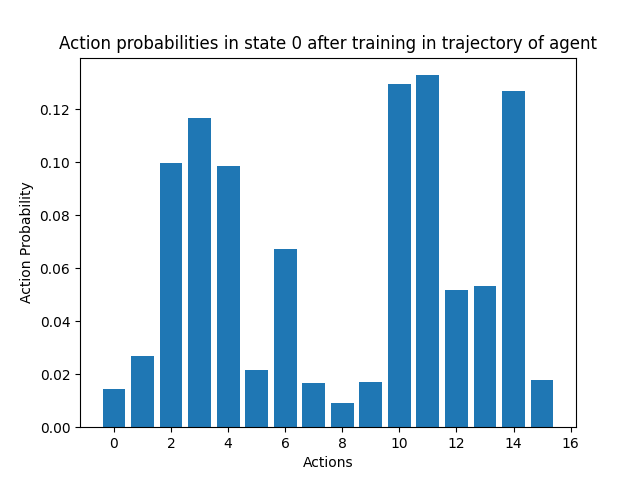 Action probabilities in state 0 after training in trajectory of agent
0.12
0.10
0.08
0.06
0.04
0.02
0.00
Action Probability
0 2 4 6 8 10 12 14 16
Actions